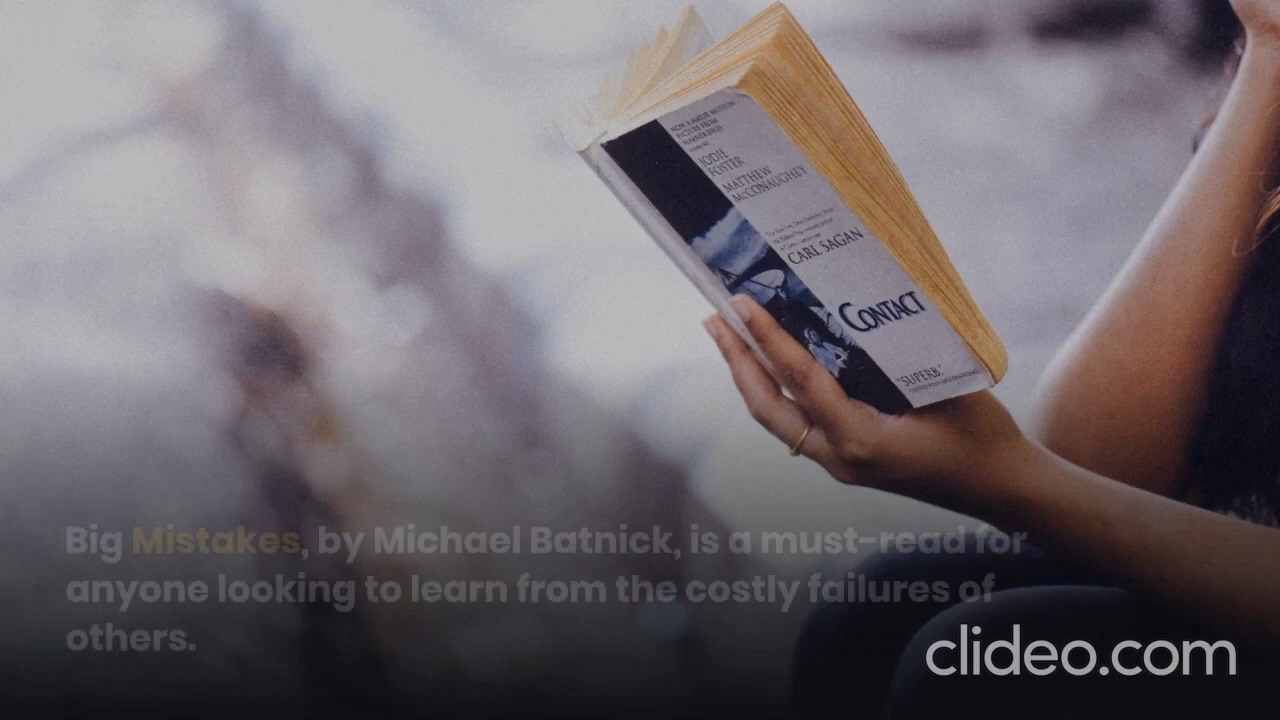 NOW A MAJOR MOTION
PICTURE FROM
WARNER BROS.
JODIE
FOSTER
MATTHEW
McCONAUGHEY
CARL SAGAN
CONTACT
"SUPERB."
Big Mistakes, by Michael Batnick, is a must-read for
anyone looking to learn from the costly failures of
others.
clideo.com